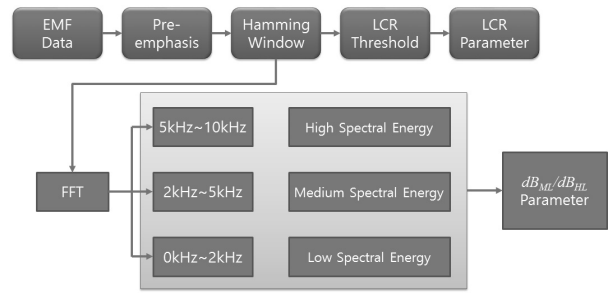 EMF
Data
Pre-
emphasis
Hamming
Window
LCR
Threshold
LCR
Parameter
5kHz~10kHz
High Spectral Energy
FFT
2kHz~5kHz
Medium Spectral Energy
dB_ML/dB_HL
Parameter
0kHz~2kHz
Low Spectral Energy